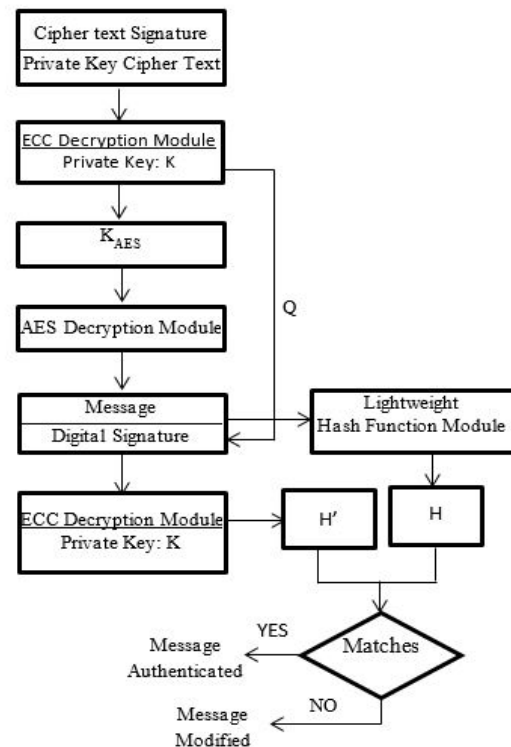 Cipher text Signature
Private Key Cipher Text
ECC Decryption Module
Private Key: K
K_AES
AES Decryption Module
Q
Message
Digital Signature
Lightweight
Hash Function Module
ECC Decryption Module
Private Key: K
H'
H
Matches
YES
Message
Authenticated
NO
Message
Modified